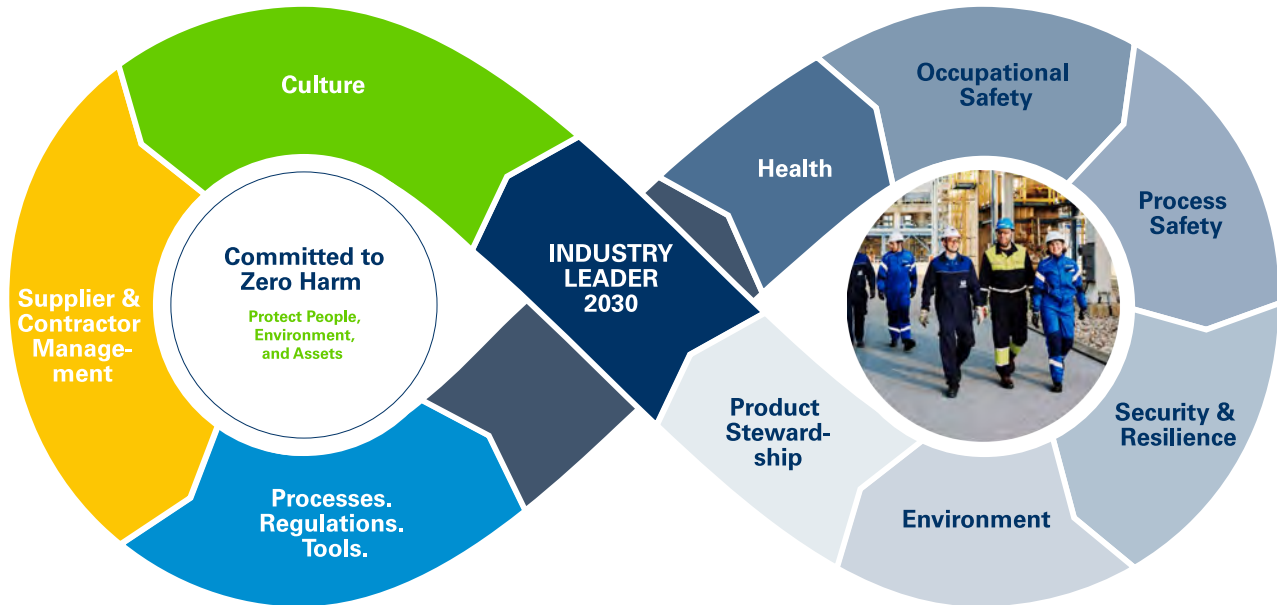 Culture
Supplier &
Contractor
Manage-
ment
Committed to
Zero Harm
Protect People,
Environment,
and Assets
Processes.
Regulations.
Tools.
INDUSTRY
LEADER
2030
Health
Occupational
Safety
Process
Safety
Security &
Resilience
Environment
Product
Steward-
ship